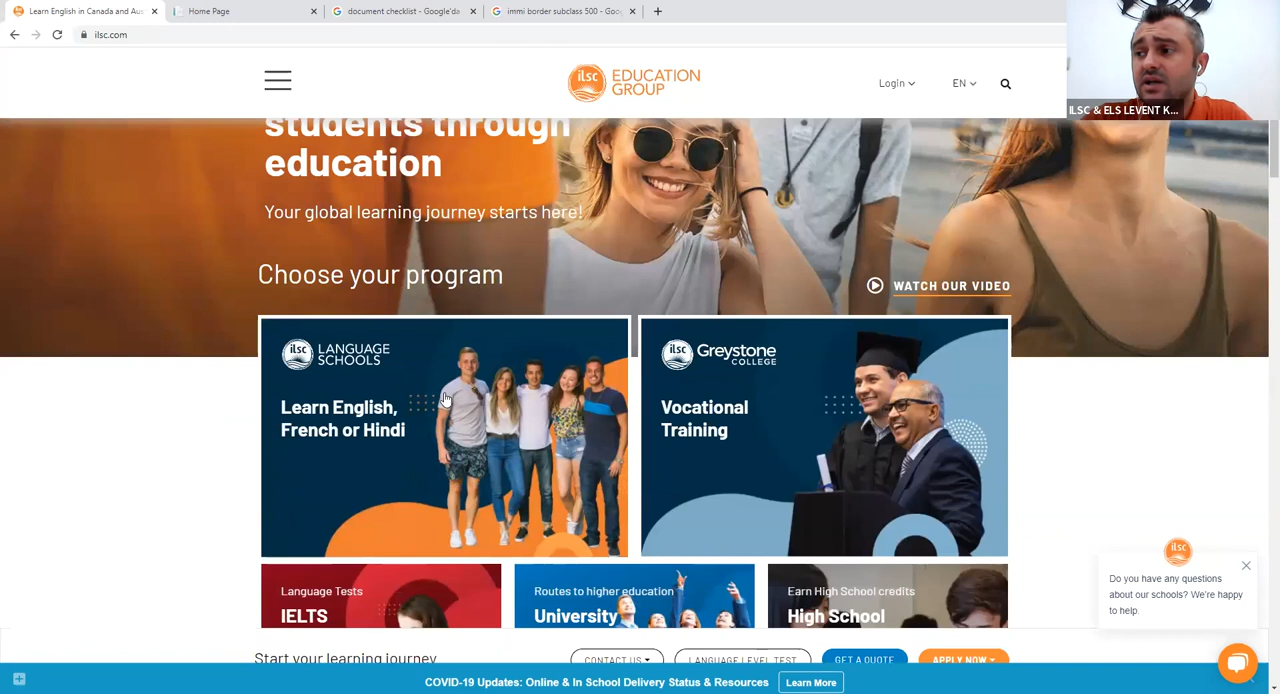 Learn English in Canada and Aus
Home Page
document checklist - Google'da
immi border subclass 500 - Goo
ilsc.com
ilsc EDUCATION GROUP
Login
EN
ILSC & ELS LEVENT K...
students through
education
Your global learning journey starts here!
Choose your program
WATCH OUR VIDEO
ilsc LANGUAGE SCHOOLS
Learn English,
French or Hindi
ilsc Greystone COLLEGE
Vocational
Training
Language Tests
IELTS
Routes to higher education
University
Earn High School credits
High School
ilsc
Do you have any questions
about our schools? We're happy
to help.
Start your learning journey
CONTACT US
LANGUAGE LEVEL TEST
GET A QUOTE
APPLY NOW
COVID-19 Updates: Online & In School Delivery Status & Resources
Learn More